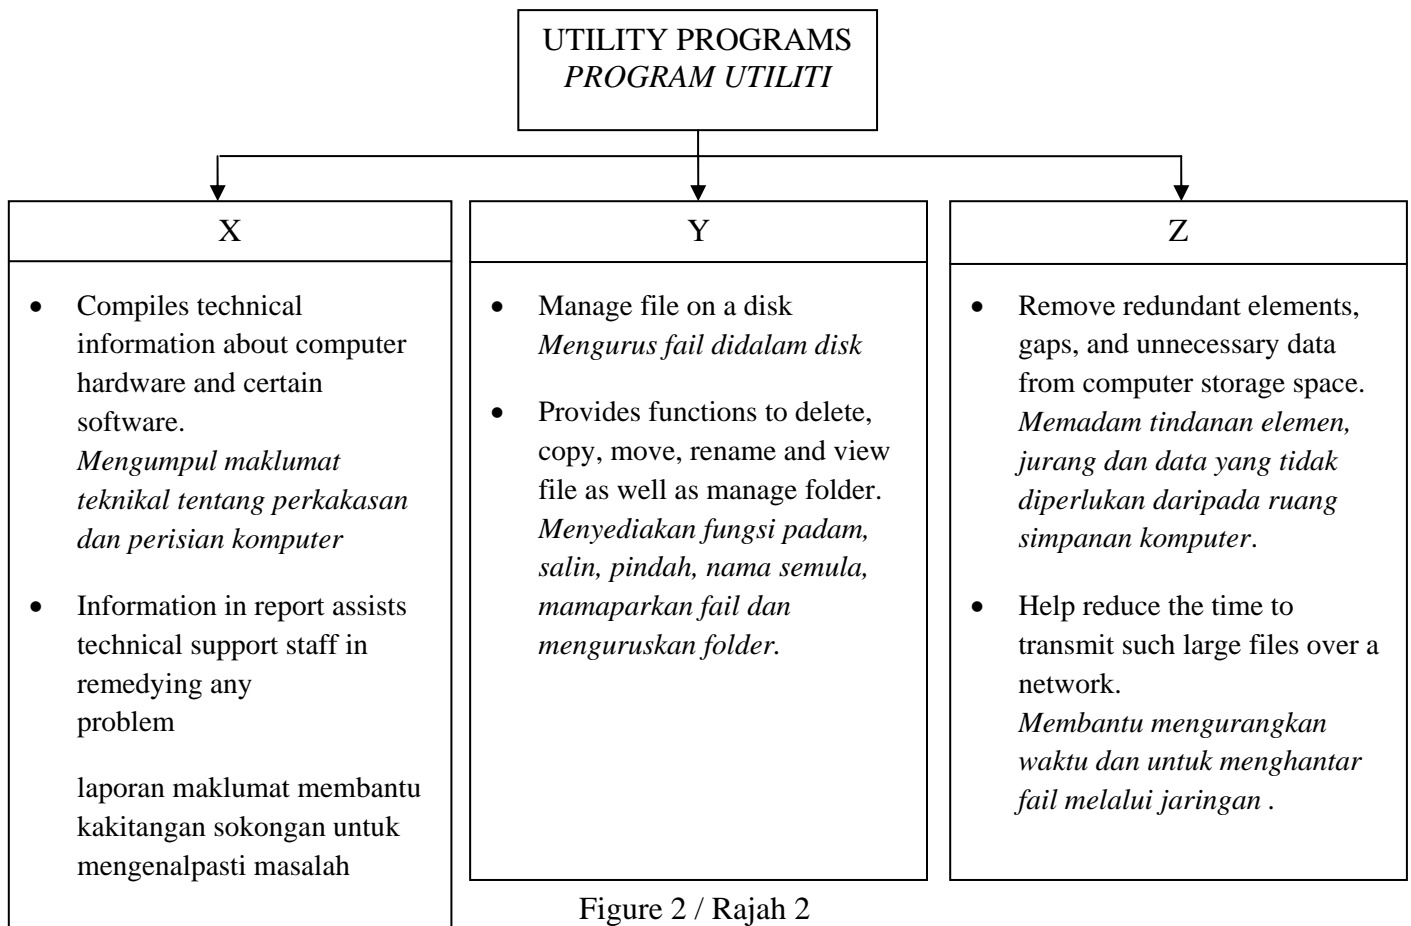 UTILITY PROGRAMS
PROGRAM UTILITI
X
Compiles technical
information about computer
hardware and certain
software.
Mengumpul maklumat
teknikal tentang perkakasan
dan perisian komputer
Information in report assists
technical support staff in
remedying any
problem
laporan maklumat membantu
kakitangan sokongan untuk
mengenalpasti masalah
Y
Manage file on a disk
Mengurus fail didalam disk
Provides functions to delete,
copy, move, rename and view
file as well as manage folder.
Menyediakan fungsi padam,
salin, pindah, nama semula,
mamaparkan fail dan
menguruskan folder.
Z
Remove redundant elements,
gaps, and unnecessary data
from computer storage space.
Memadam tindanan elemen,
jurang dan data yang tidak
diperlukan daripada ruang
simpanan komputer.
Help reduce the time to
transmit such large files over a
network.
Membantu mengurangkan
waktu dan untuk menghantar
fail melalui jaringan .
Figure 2 / Rajah 2